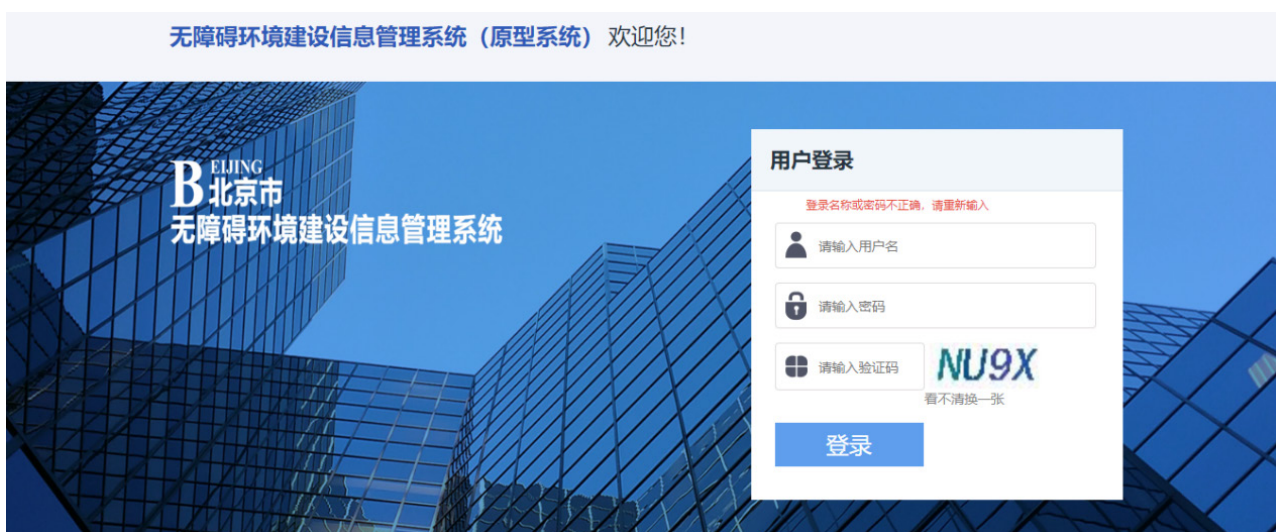 无障碍环境建设信息管理系统（原型系统） 欢迎您！
BEIJING
北京市
无障碍环境建设信息管理系统
用户登录
登录名称或密码不正确，请重新输入
请输入用户名
请输入密码
请输入验证码 NU9X
看不清换一张
登录